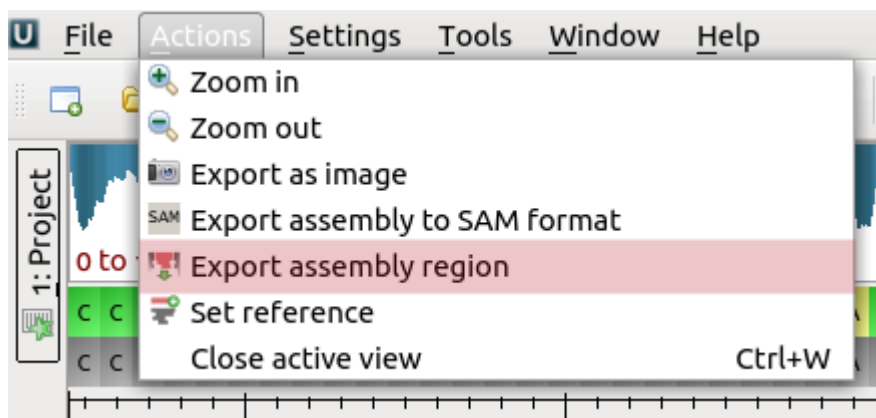 U File Actions Settings Tools Window Help
Zoom in
Zoom out
Export as image
SAM Export assembly to SAM format
Export assembly region
Set reference
Close active view Ctrl+W
1: Project
0 to
C C
C C